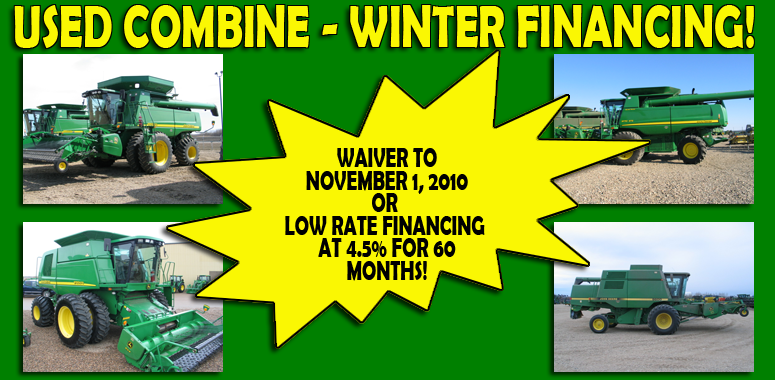 USED COMBINE - WINTER FINANCING!
WAIVER TO
NOVEMBER 1, 2010
OR
LOW RATE FINANCING
AT 4.5% FOR 60
MONTHS!